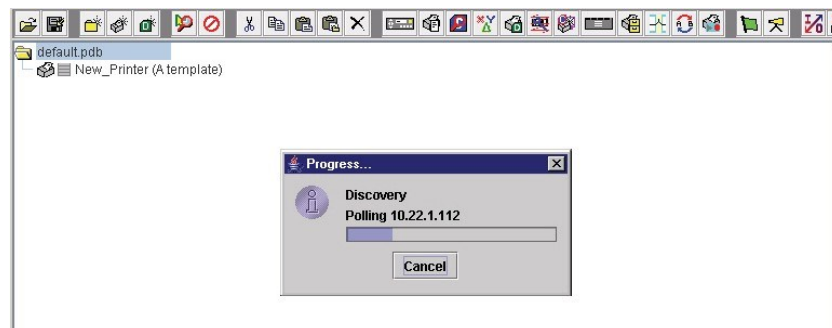 default.pdb
New_Printer (A template)
Progress...
Discovery
Polling 10.22.1.112
Cancel